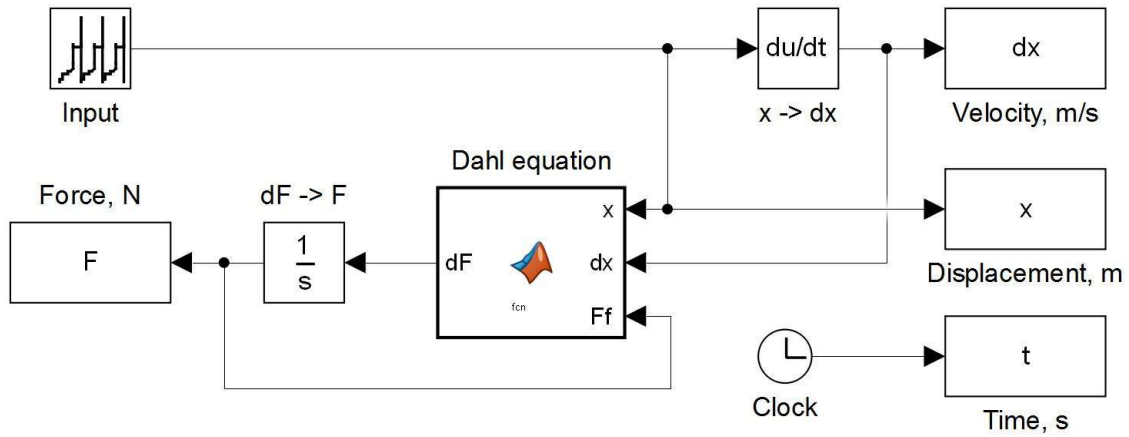 du/dt
dx
Input
x -> dx
Velocity, m/s
Dahl equation
Force, N
dF -> F
x
x
F
1
s
dF
dx
fcn
Ff
Displacement, m
t
Clock
Time, s